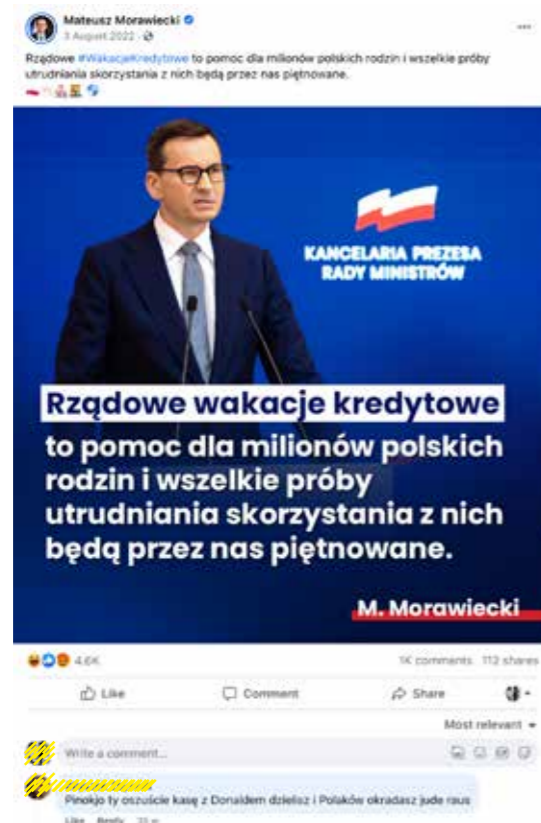 Mateusz Morawiecki
3 August 2022
Rządowe #WakacjeKredytowe to pomoc dla milionów polskich rodzin i wszelkie próby
utrudniania skorzystania z nich będą przez nas piętnowane.
KANCELARIA PREZESA
RADY MINISTRÓW
Rządowe wakacje kredytowe
to pomoc dla milionów polskich
rodzin i wszelkie próby
utrudniania skorzystania z nich
będą przez nas piętnowane.
M. Morawiecki
4.6K 1K comments 112 shares
Like Comment Share
Most relevant
Write a comment...
Pinokjo ty oszuście kasę z Donaldem dzielisz i Polaków okradasz jude raus
Like Reply